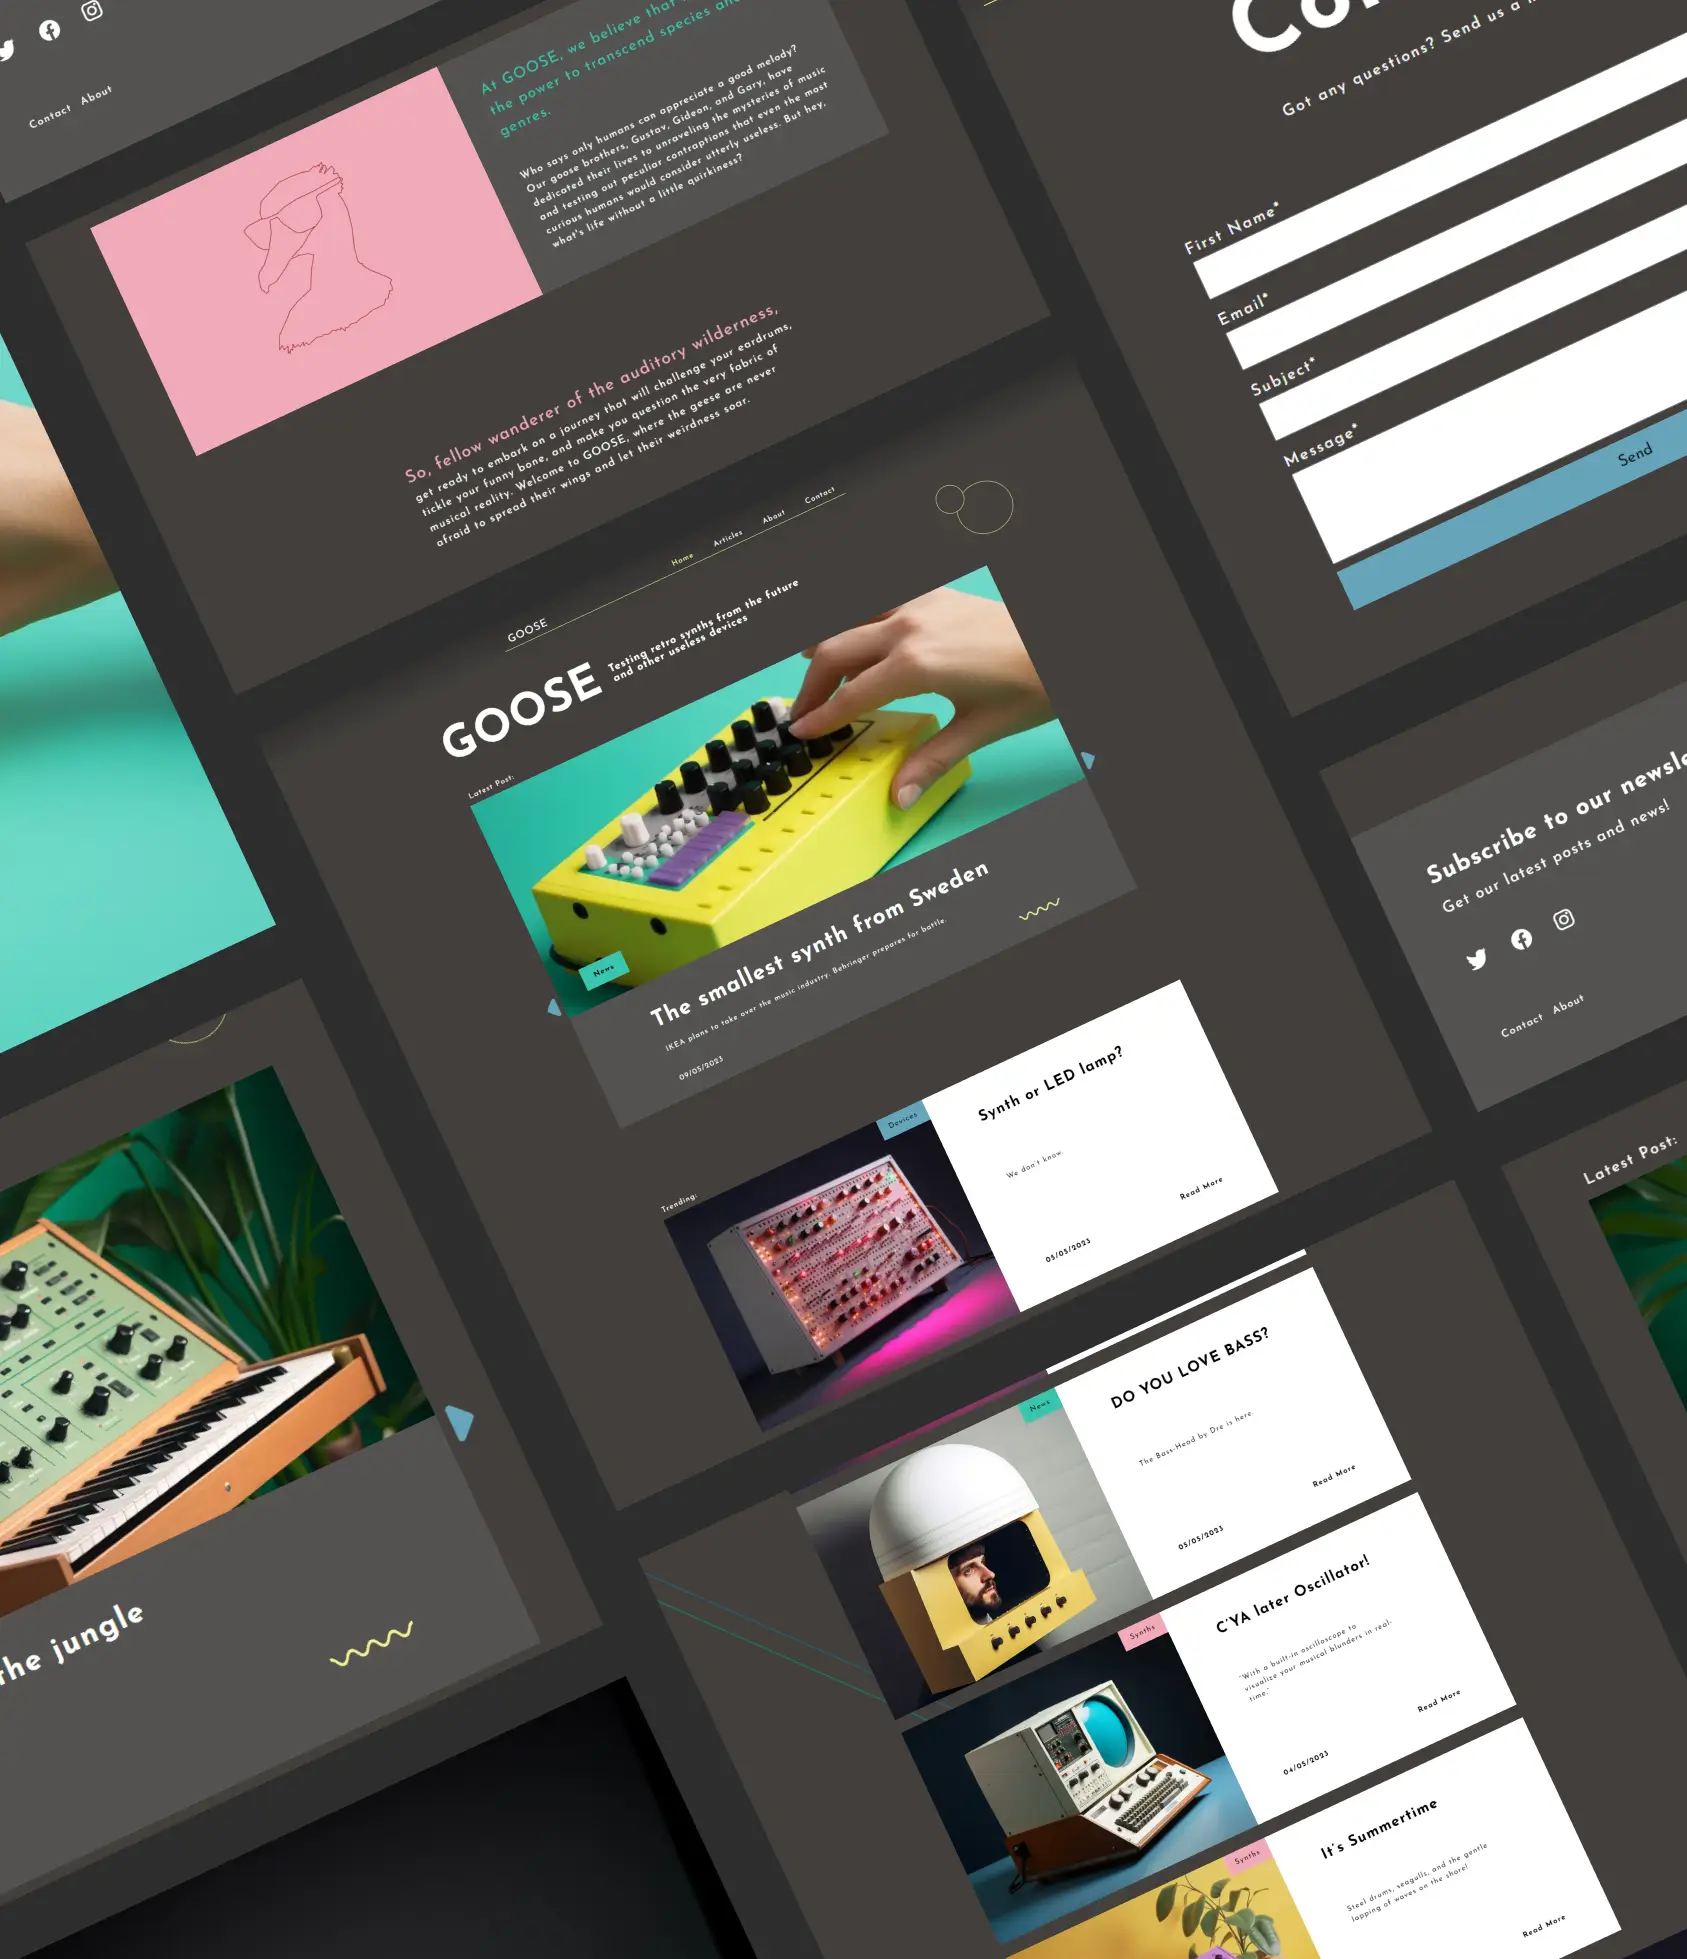 Contact About
At GOOSE, we believe that
the power to transcend species and
genres.
Who says only humans can appreciate a good melody?
Our goose brothers, Gustav, Gideon, and Gary, have
dedicated their lives to unraveling the mysteries of music
and testing out peculiar contraptions that even the most
curious humans would consider utterly useless. But hey,
what's life without a little quirkiness?
So, fellow wanderer of the auditory wilderness,
get ready to embark on a journey that will challenge your eardrums,
tickle your funny bone, and make you question the very fabric of
musical reality. Welcome to GOOSE, where the geese are never
afraid to spread their wings and let their weirdness soar.
Got any questions? Send us a
First Name*
Email*
Subject*
Message*
Send
GOOSE
Home Articles About Contact
GOOSE
Testing retro synths from the future
and other useless devices
Latest Post:
News
The smallest synth from Sweden
IKEA plans to take over the music industry. Behringer prepares for battle.
09/05/2023
Subscribe to our newsle
Get our latest posts and news!
Contact About
Trending:
Devices
Synth or LED lamp?
We don't know.
Read More
05/05/2023
Latest Post:
News
DO YOU LOVE BASS?
The Bass-Head by Dre is here.
Read More
05/05/2023
the jungle
Synths
C'YA later Oscillator!
"With a built-in oscilloscope to
visualize your musical blunders in real-
time."
Read More
04/05/2023
Synths
It's Summertime
Steel drums, seagulls, and the gentle
lapping of waves on the shore!
Read More